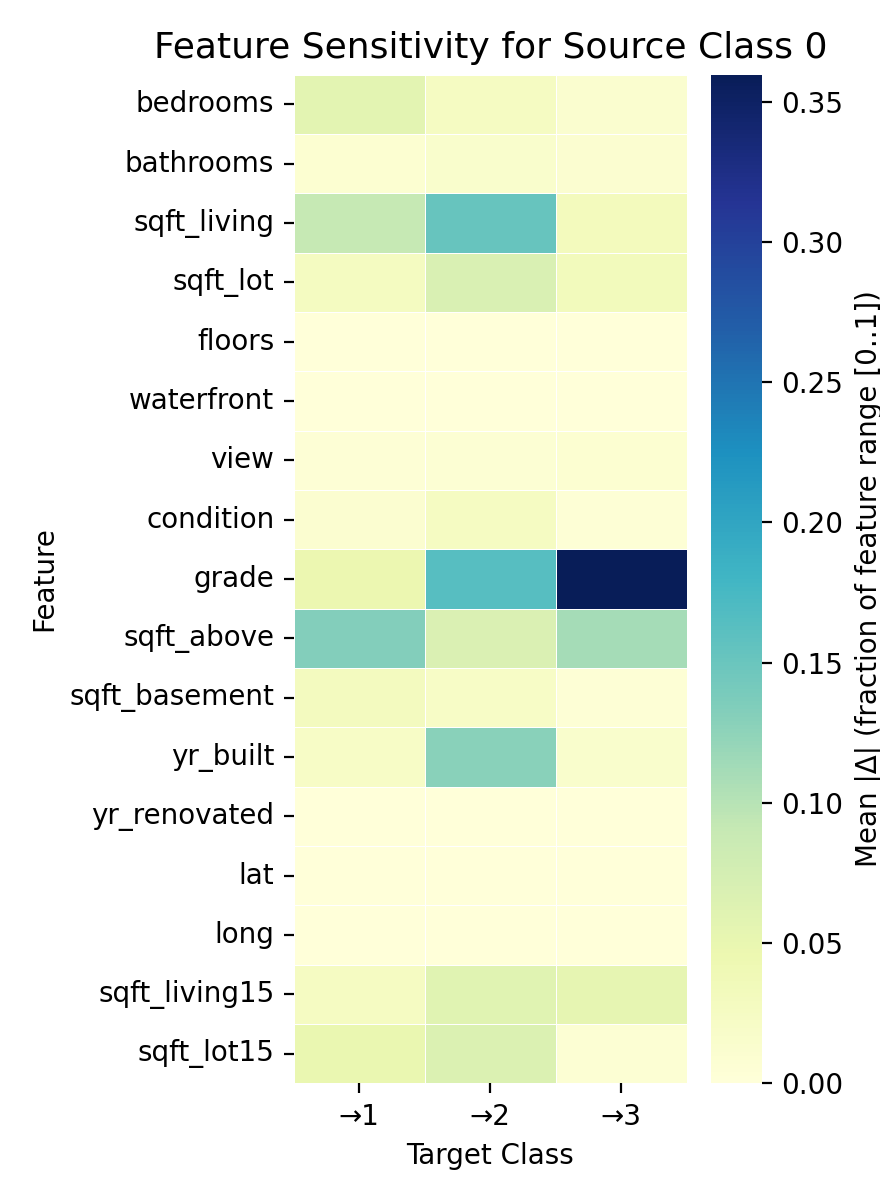 Feature Sensitivity for Source Class 0
bedrooms
bathrooms
sqft_living
sqft_lot
floors
waterfront
view
condition
grade
sqft_above
sqft_basement
yr_built
yr_renovated
lat
long
sqft_living15
sqft_lot15
Feature
→1 →2 →3
Target Class
0.35
0.30
0.25
0.20
0.15
0.10
0.05
0.00
Mean |Δ| (fraction of feature range [0..1])